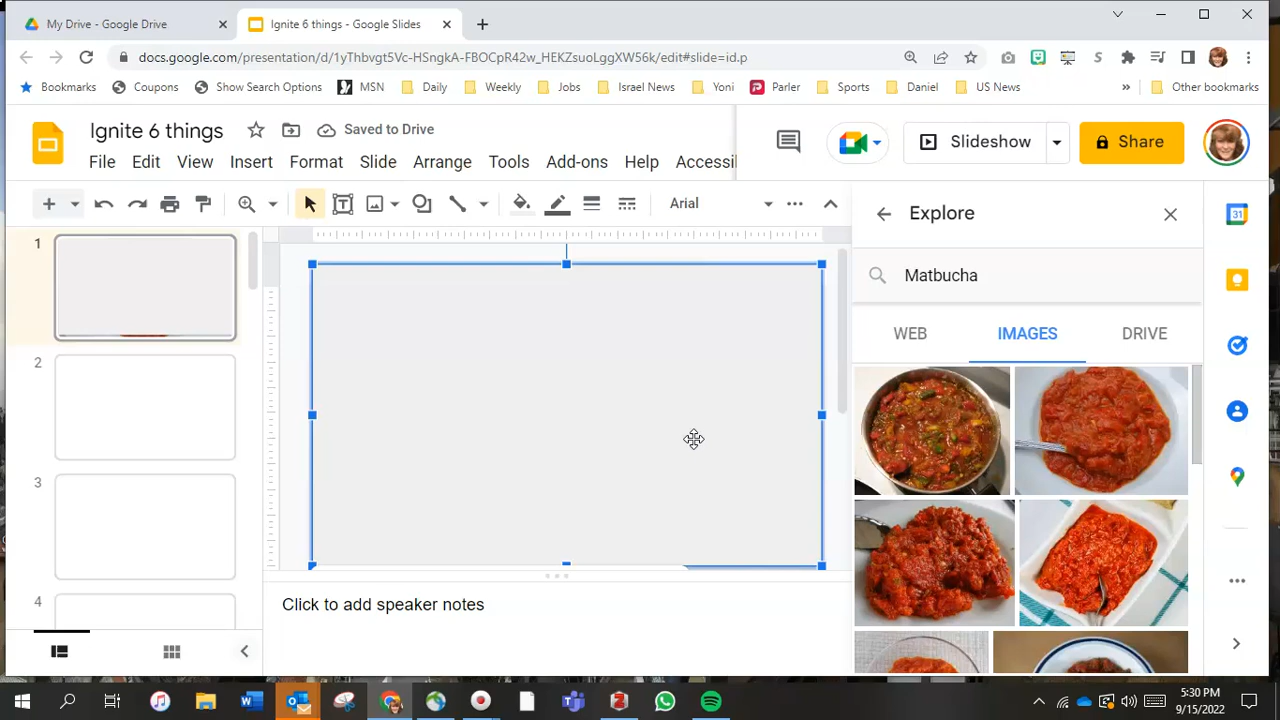 My Drive - Google Drive
Ignite 6 things - Google Slides
docs.google.com/presentation/d/1yThbwgt5Vc-HSngkA-FBOCpR42w_HEKZsuoLggXW56k/edit#slide=id.p
Bookmarks
Coupons
Show Search Options
MSN
Daily
Weekly
Jobs
Israel News
Yoni
Parler
Sports
Daniel
US News
»
Other bookmarks
Ignite 6 things
Saved to Drive
File Edit View Insert Format Slide Arrange Tools Add-ons Help Accessil
Slideshow
Share
Arial
Explore
31
Matbucha
WEB IMAGES DRIVE
1
2
3
4
Click to add speaker notes
5:30 PM
9/15/2022